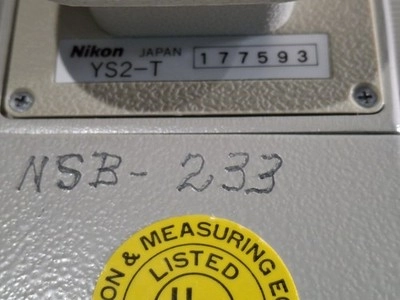 Nikon JAPAN 177593
YS2-T
NSB-233
& MEASURING
LISTED